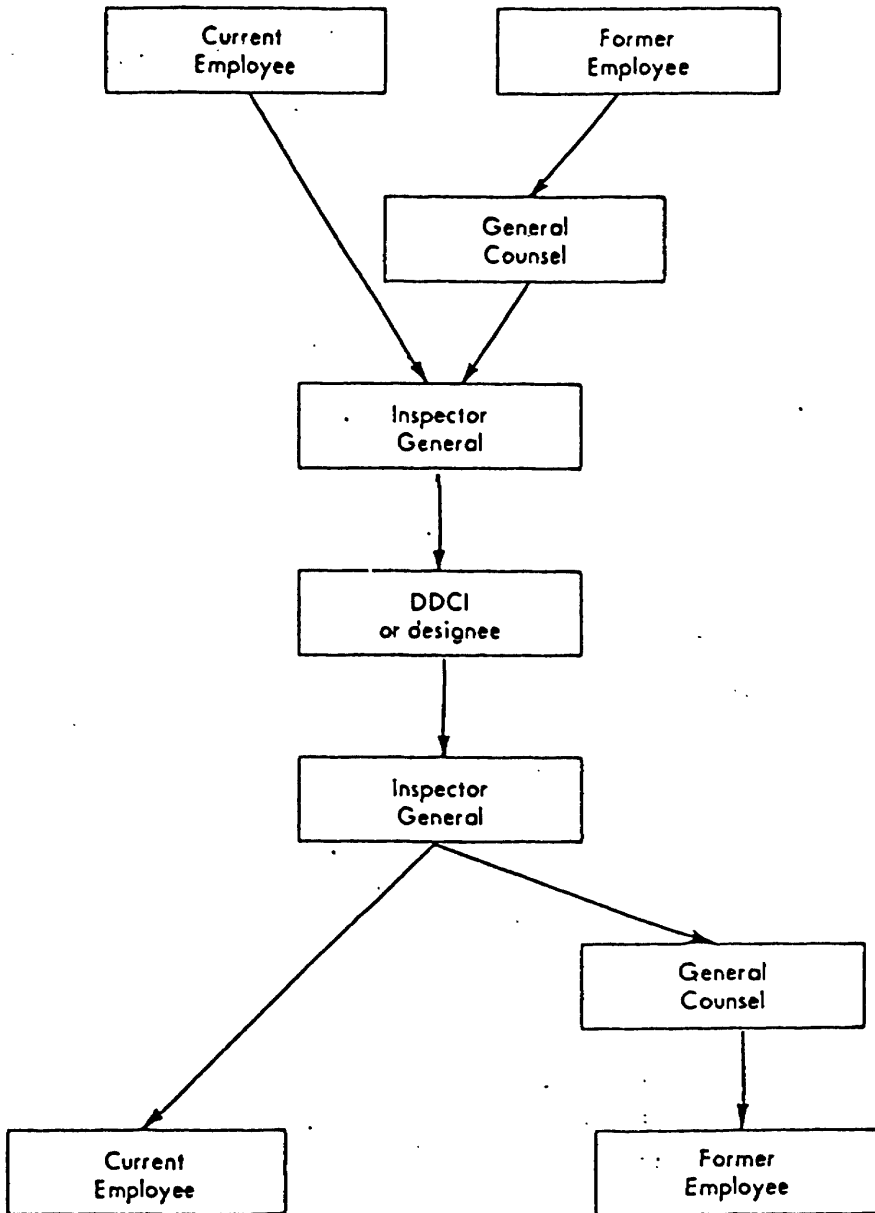 Current
Employee
Former
Employee
General
Counsel
Inspector
General
DDCI
or designee
Inspector
General
General
Counsel
Current
Employee
Former
Employee